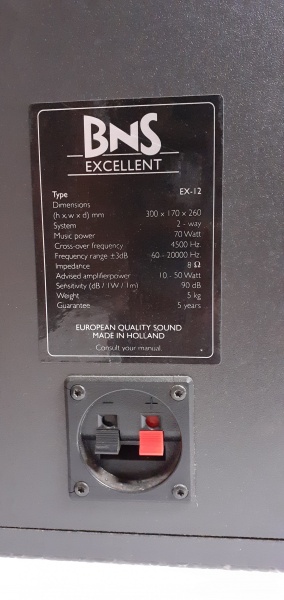 BNS
EXCELLENT
Type EX-12
Dimensions
(h x w x d) mm 300 x 170 x 260
System 2 - way
Music power 70 Watt
Cross-over frequency 4500 Hz.
Frequency range ±3dB 60 - 20000 Hz.
Impedance 8 Ω
Advised amplifierpower 10 - 50 Watt
Sensitivity (dB / 1W / 1m) 90 dB
Weight 5 kg
Guarantee 5 years
EUROPEAN QUALITY SOUND
MADE IN HOLLAND
Consult your manual.
− +